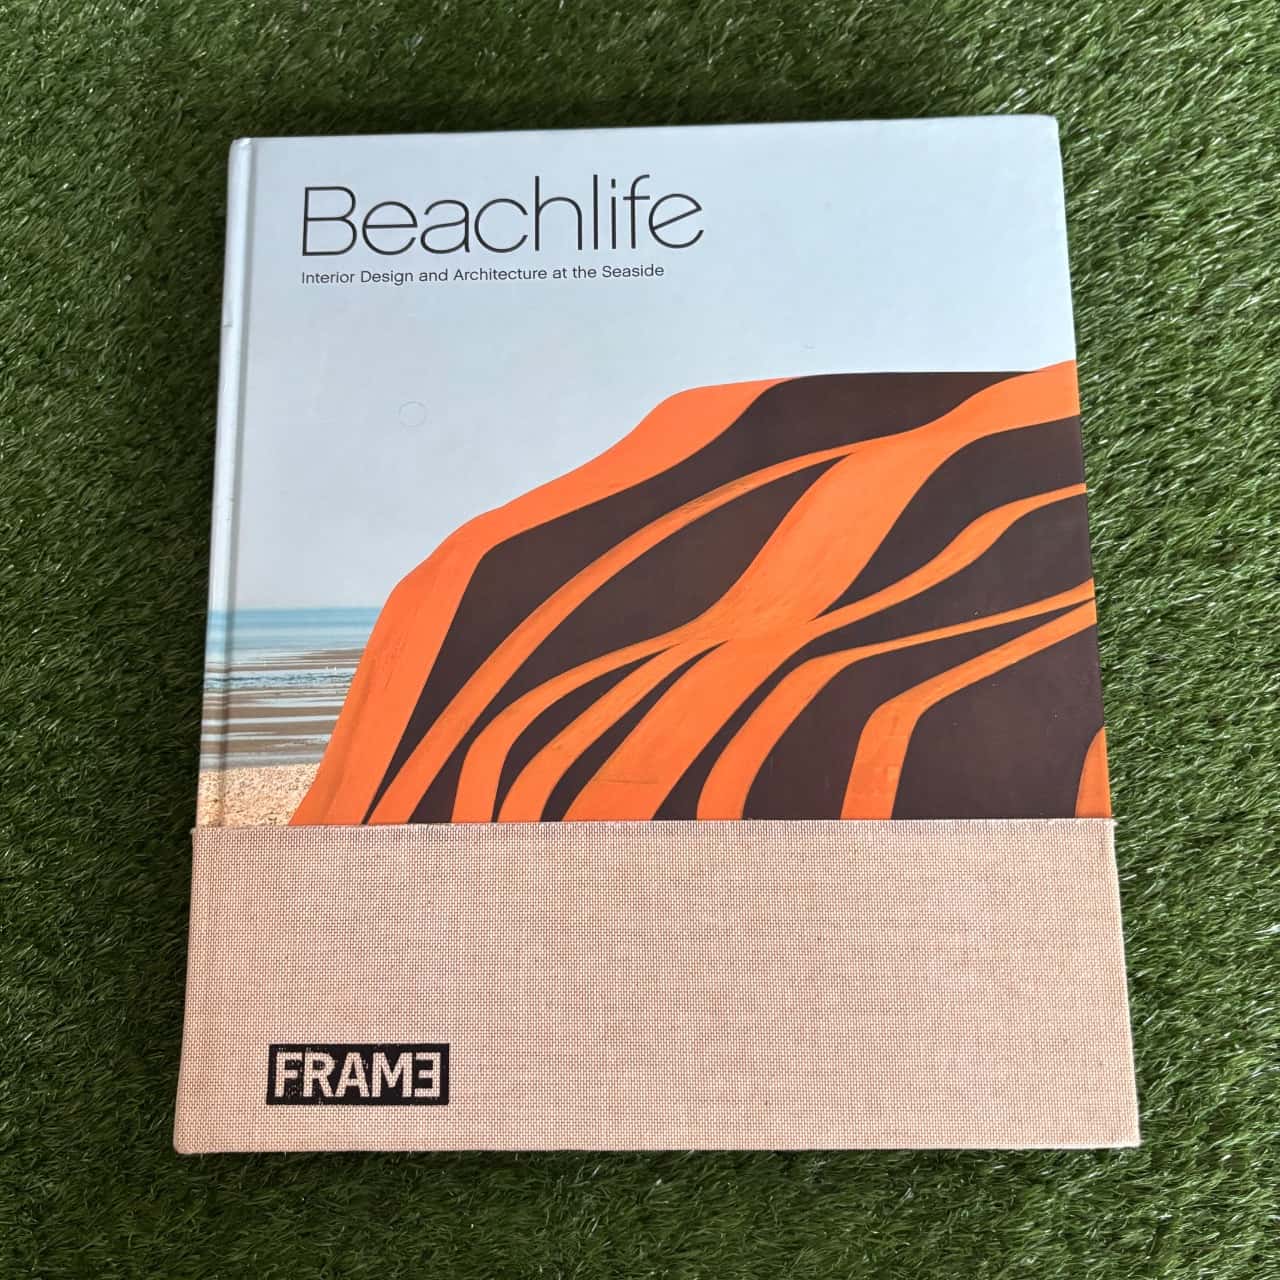 Beachlife
Interior Design and Architecture at the Seaside
FRAME